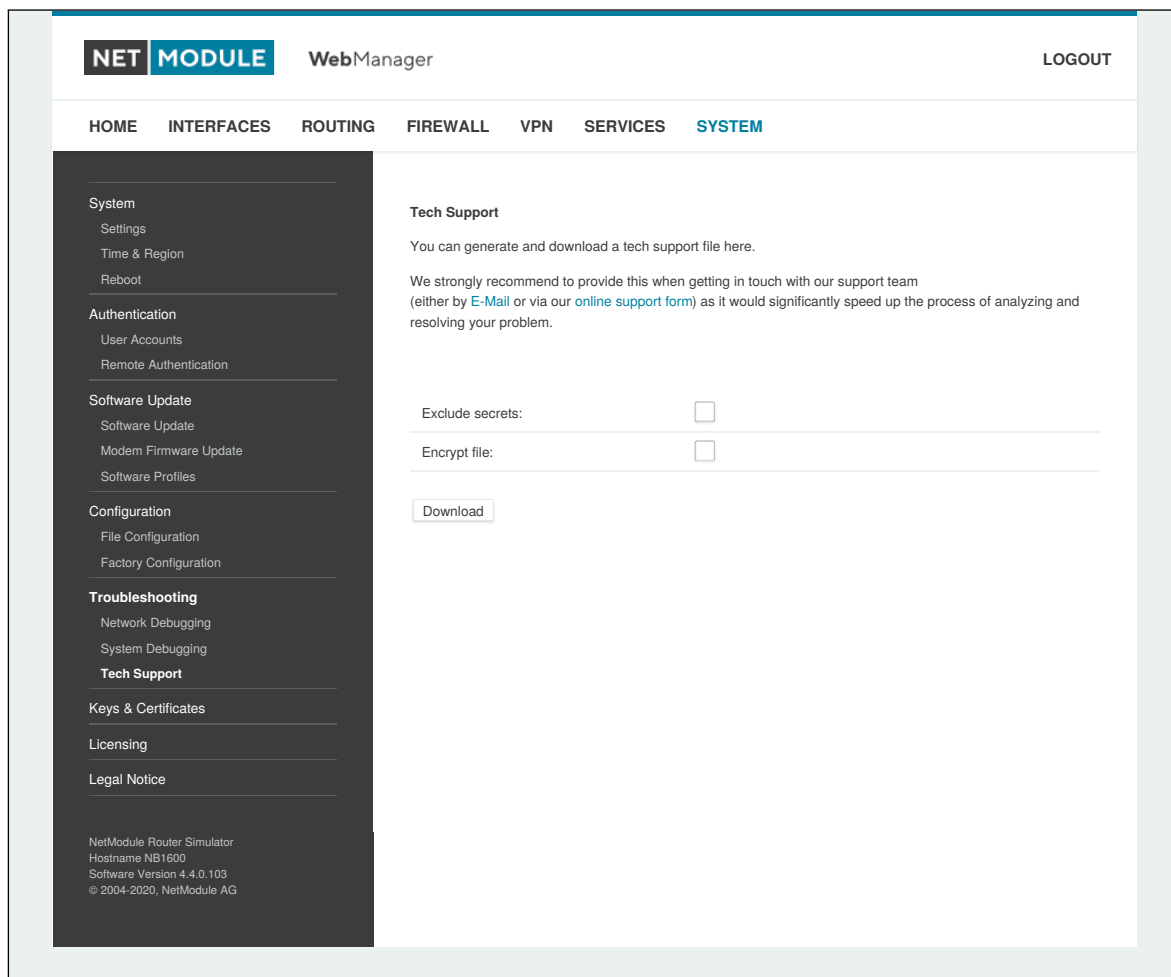 NET MODULE WebManager LOGOUT
HOME INTERFACES ROUTING FIREWALL VPN SERVICES SYSTEM
System
Settings
Time & Region
Reboot
Authentication
User Accounts
Remote Authentication
Software Update
Software Update
Modem Firmware Update
Software Profiles
Configuration
File Configuration
Factory Configuration
Troubleshooting
Network Debugging
System Debugging
Tech Support
Keys & Certificates
Licensing
Legal Notice
NetModule Router Simulator
Hostname NB1600
Software Version 4.4.0.103
© 2004-2020, NetModule AG
Tech Support
You can generate and download a tech support file here.
We strongly recommend to provide this when getting in touch with our support team
(either by E-Mail or via our online support form) as it would significantly speed up the process of analyzing and
resolving your problem.
Exclude secrets:
Encrypt file:
Download